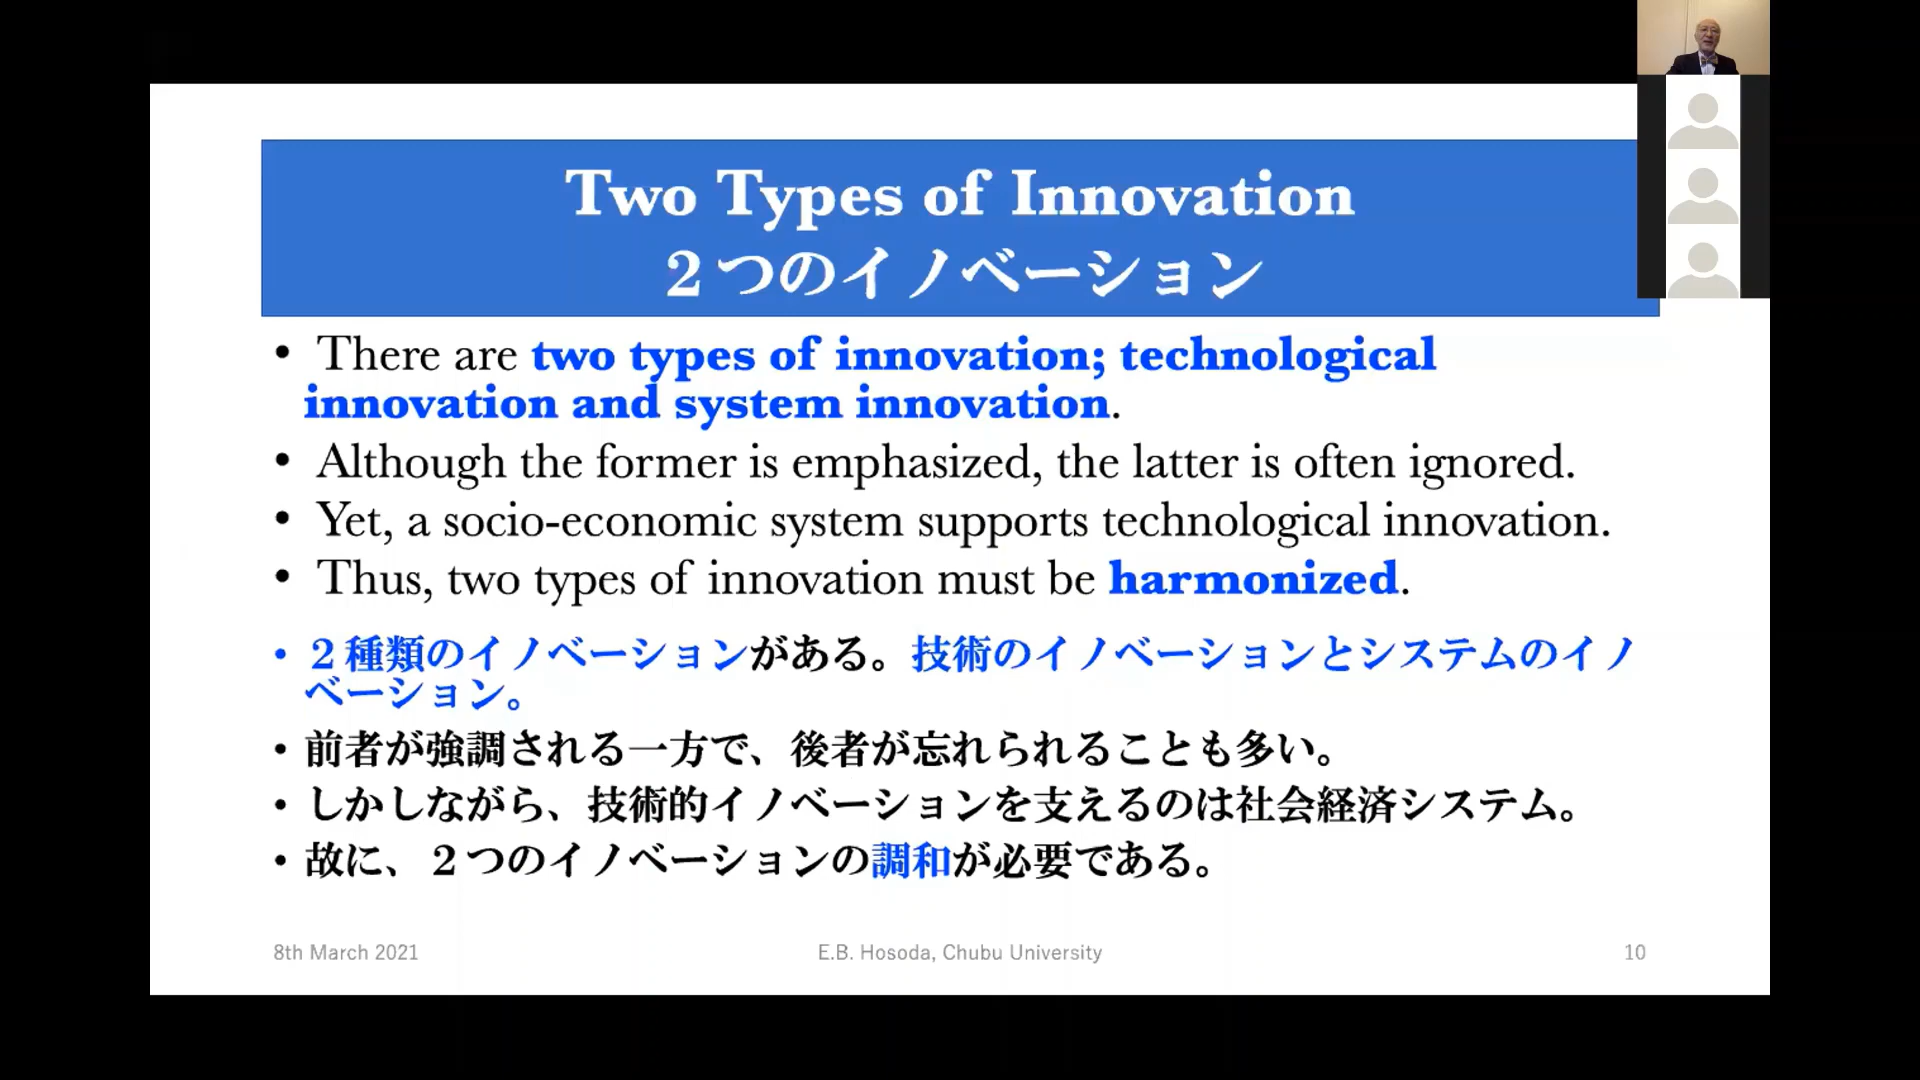 Two Types of Innovation
２つのイノベーション
• There are two types of innovation; technological
innovation and system innovation.
• Although the former is emphasized, the latter is often ignored.
• Yet, a socio-economic system supports technological innovation.
• Thus, two types of innovation must be harmonized.
• ２種類のイノベーションがある。技術のイノベーションとシステムのイノ
ベーション。
• 前者が強調される一方で、後者が忘れられることも多い。
• しかしながら、技術的イノベーションを支えるのは社会経済システム。
• 故に、２つのイノベーションの調和が必要である。
8th March 2021
E.B. Hosoda, Chubu University
10